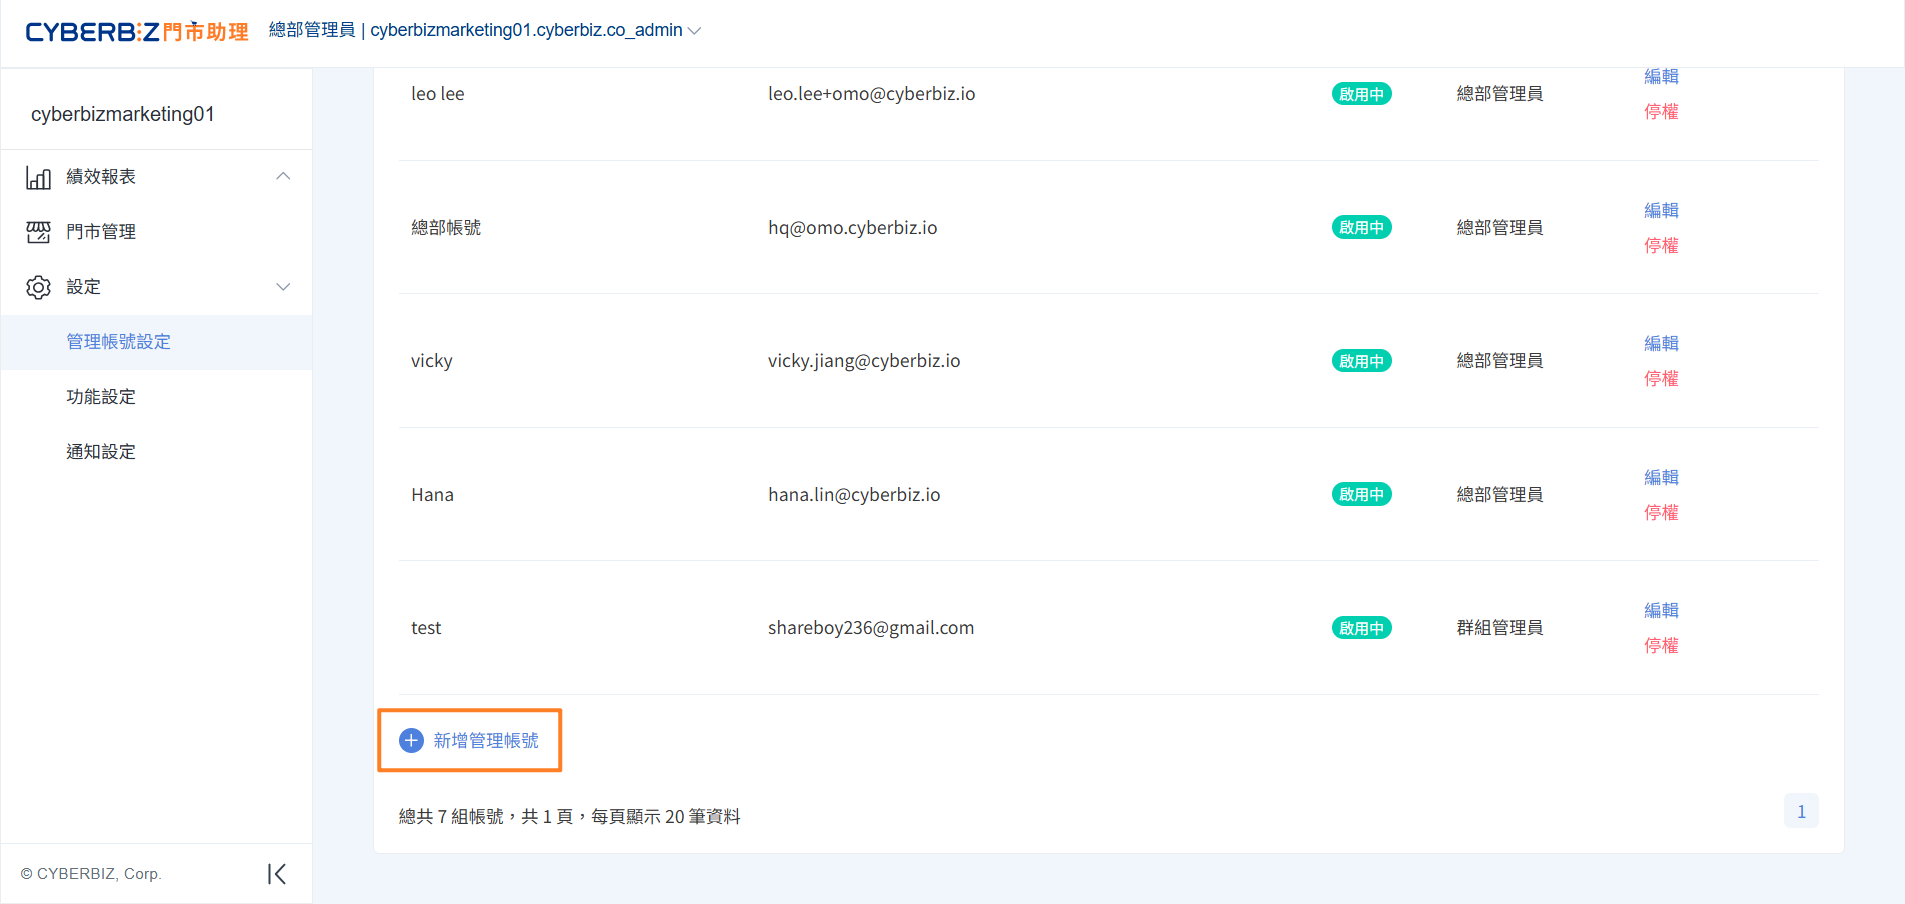 CYBERBIZ門市助理 總部管理員 | cyberbizmarketing01.cyberbiz.co_admin
cyberbizmarketing01
績效報表
門市管理
設定
管理帳號設定
功能設定
通知設定
© CYBERBIZ, Corp.
編輯
leo lee leo.lee+omo@cyberbiz.io 啟用中 總部管理員
停權
編輯
總部帳號 hq@omo.cyberbiz.io 啟用中 總部管理員
停權
編輯
vicky vicky.jiang@cyberbiz.io 啟用中 總部管理員
停權
編輯
Hana hana.lin@cyberbiz.io 啟用中 總部管理員
停權
編輯
test shareboy236@gmail.com 啟用中 群組管理員
停權
新增管理帳號
總共 7 組帳號，共 1 頁，每頁顯示 20 筆資料
1